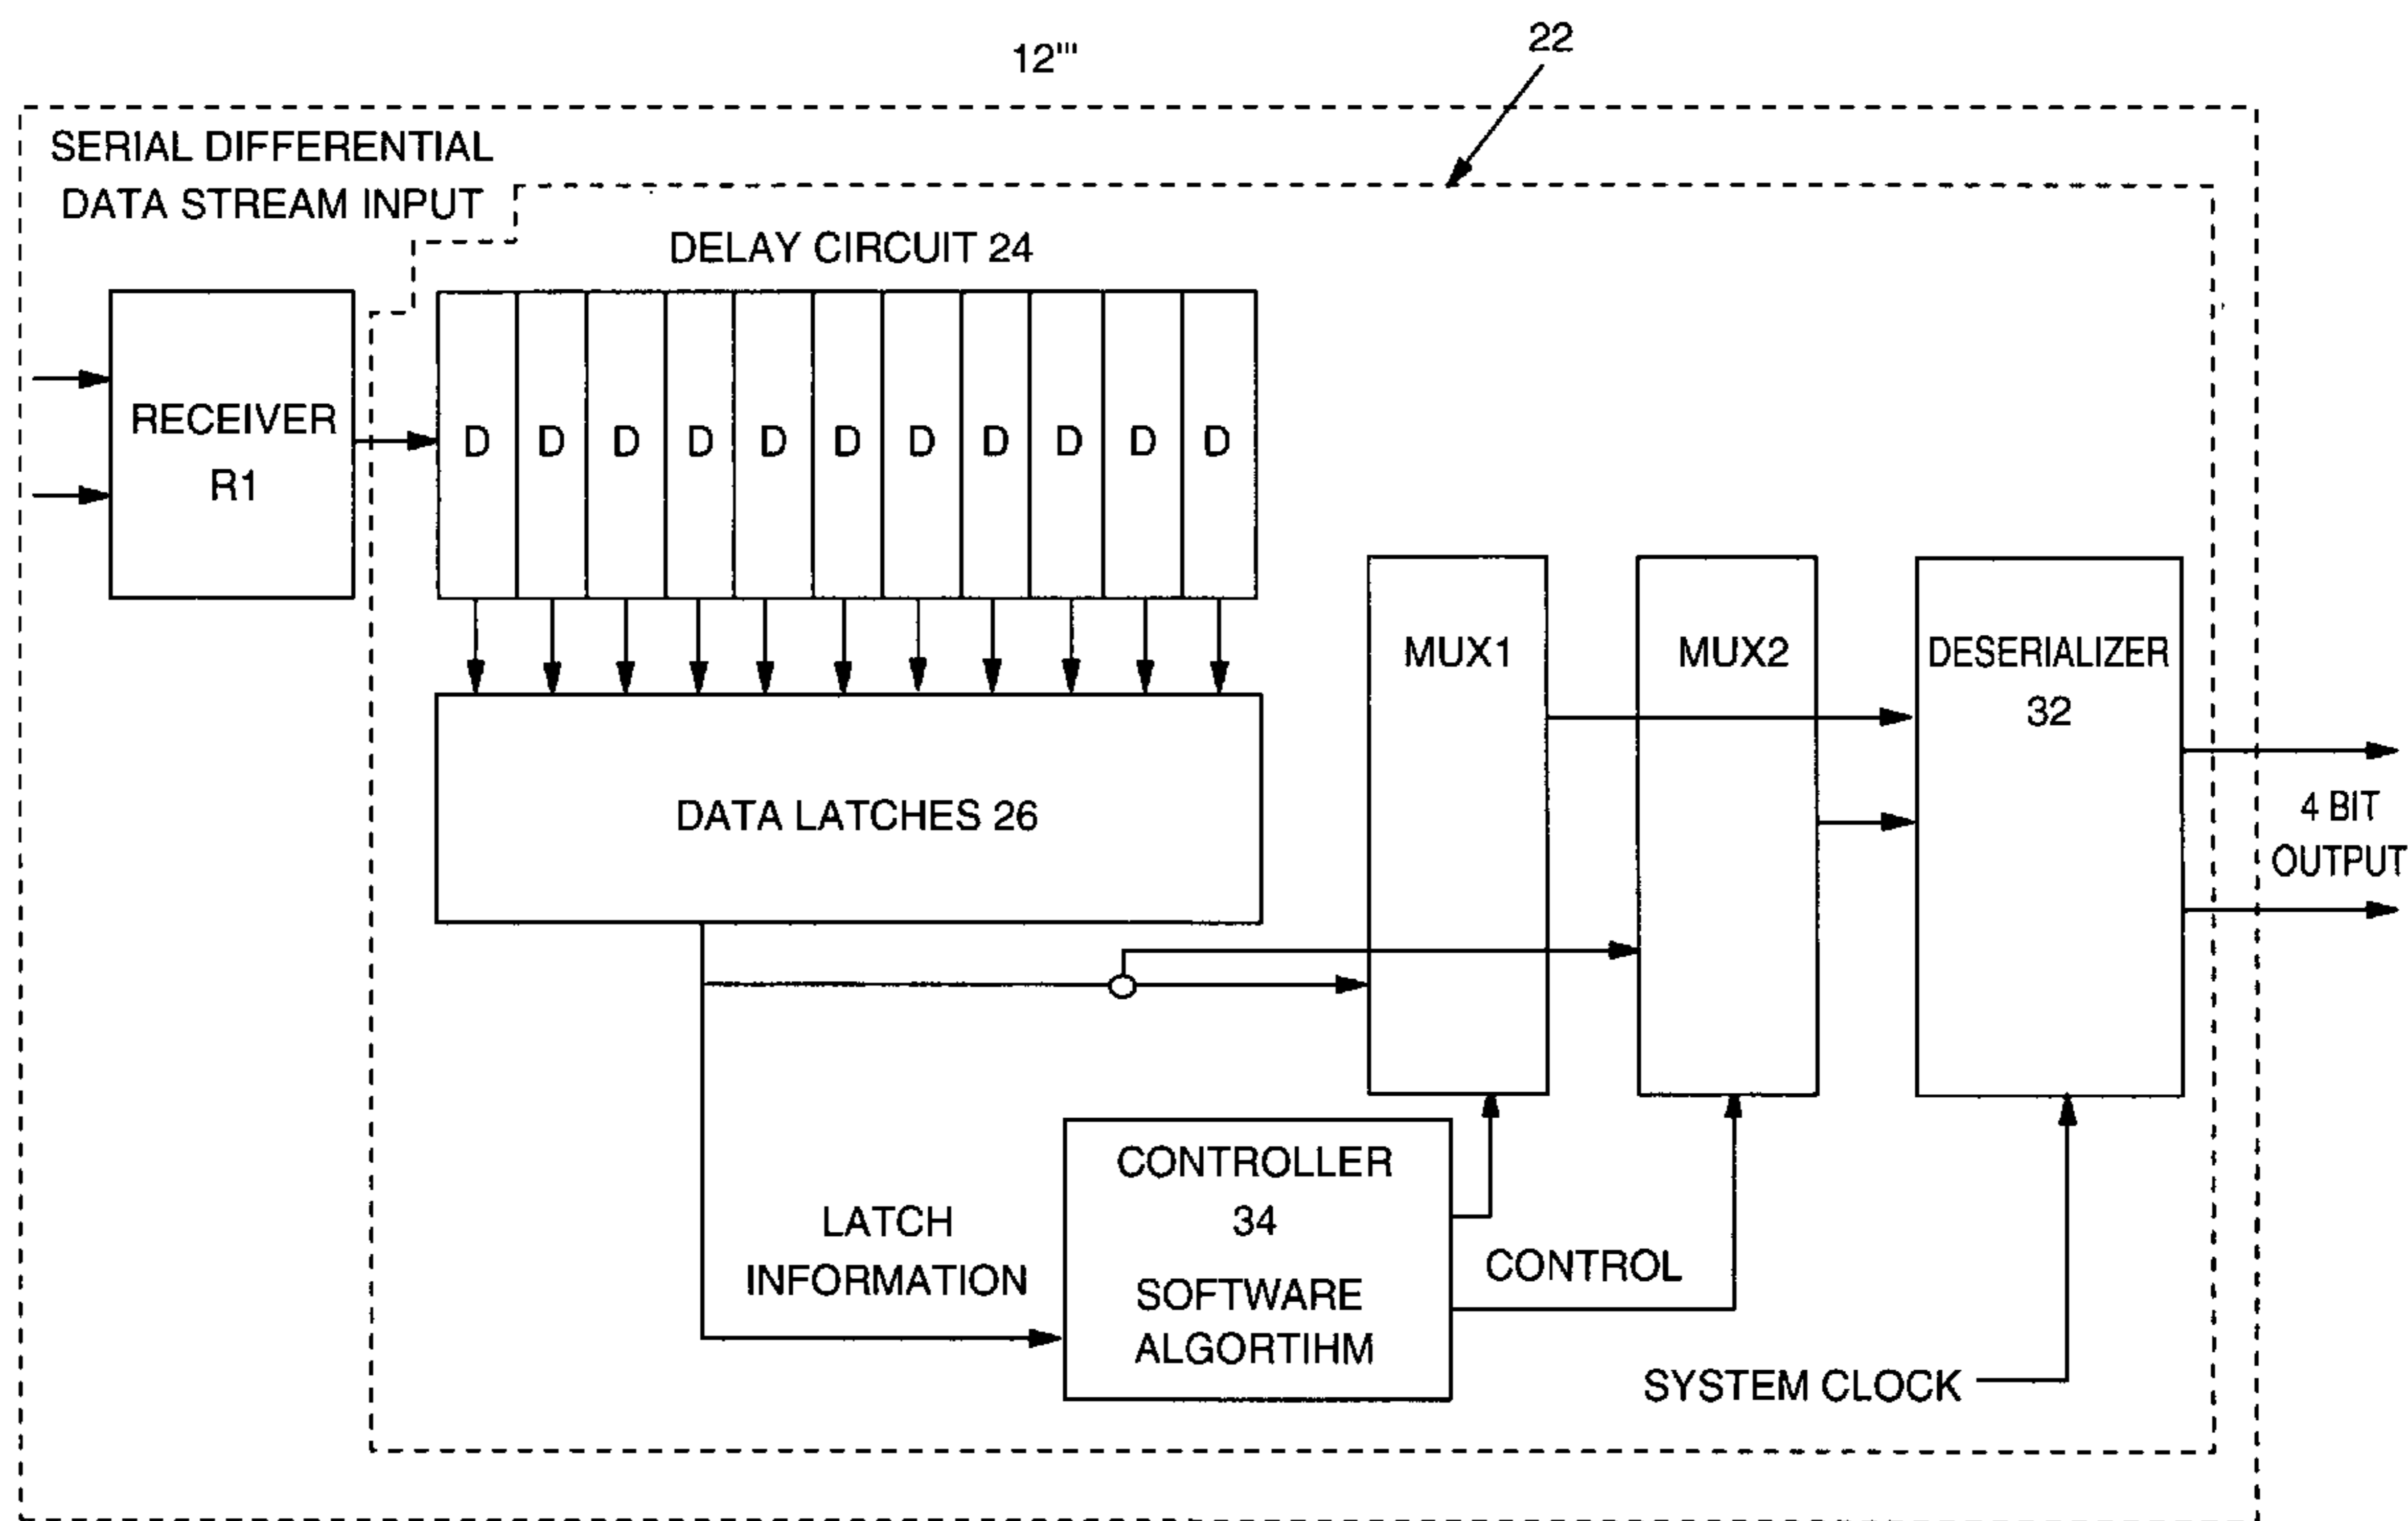 12'''
22
SERIAL DIFFERENTIAL
DATA STREAM INPUT
DELAY CIRCUIT 24
RECEIVER
R1
D D D D D D D D D D D
MUX1
MUX2
DESERIALIZER
32
DATA LATCHES 26
4 BIT
OUTPUT
CONTROLLER
34
SOFTWARE
ALGORTIHM
LATCH
INFORMATION
CONTROL
SYSTEM CLOCK